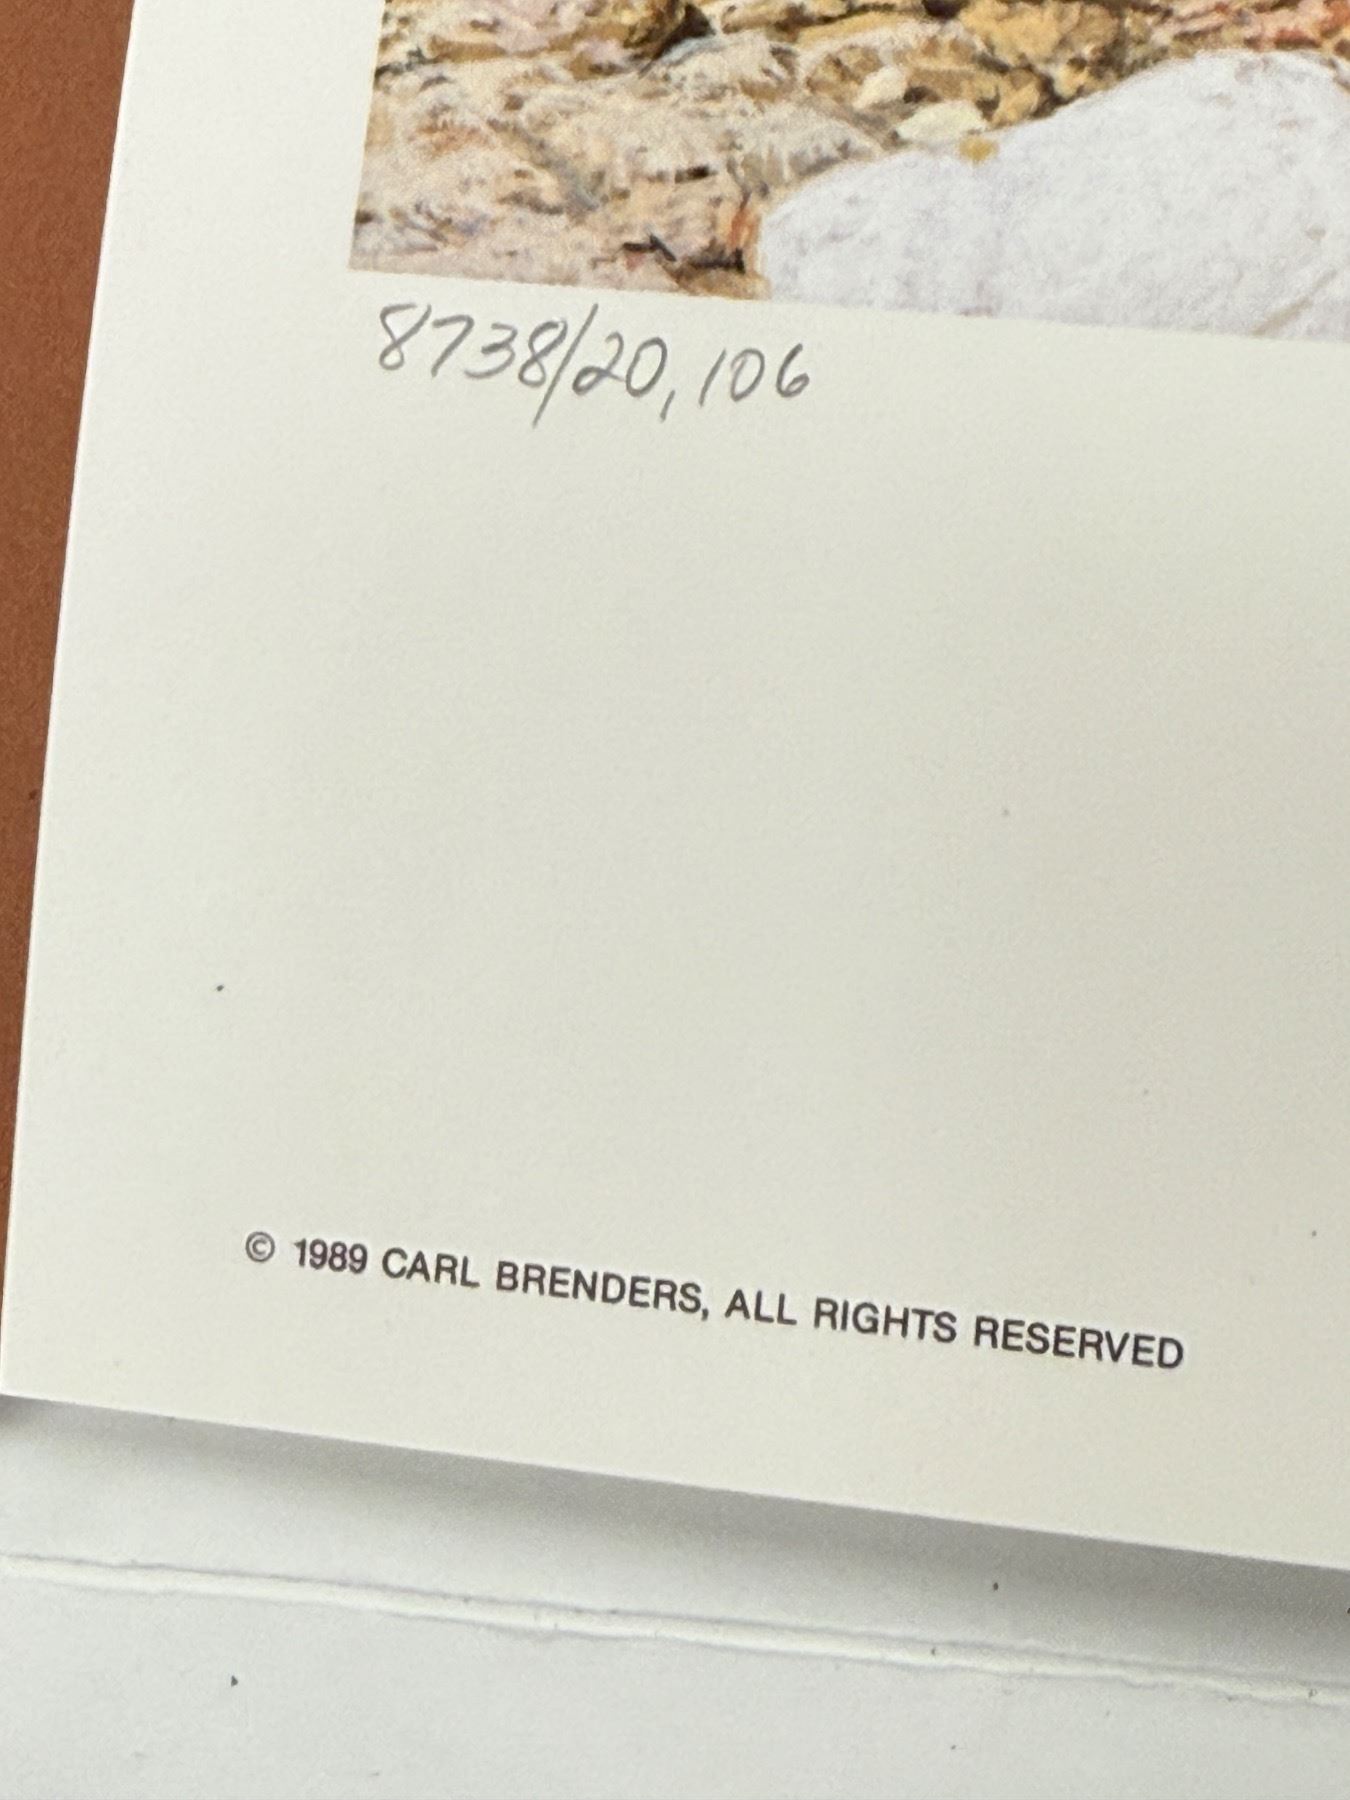 8738/20,106
© 1989 CARL BRENDERS, ALL RIGHTS RESERVED